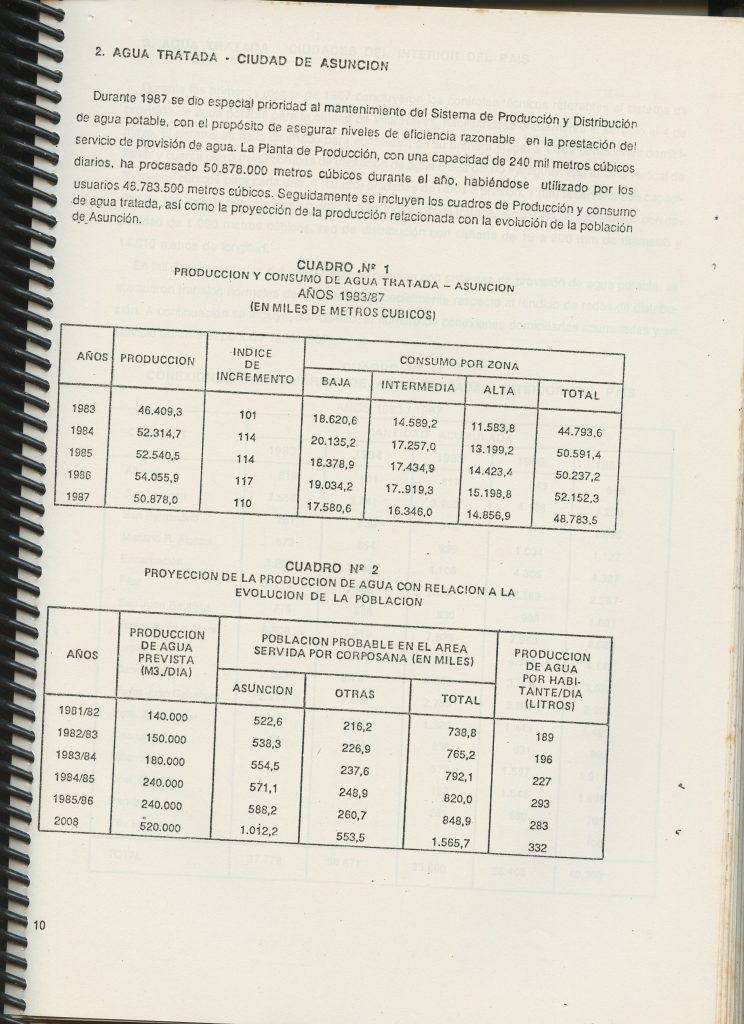 2. AGUA TRATADA - CIUDAD DE ASUNCION
Durante 1987 se dio especial prioridad al mantenimiento del Sistema de Producción y Distribución
de agua potable, con el propósito de asegurar niveles de eficiencia razonable en la prestación del
servicio de provisión de agua. La Planta de Producción, con una capacidad de 240 mil metros cúbicos
diarios, ha procesado 50.878.000 metros cúbicos durante el año, habiéndose utilizado por los
usuarios 48.783.500 metros cúbicos. Seguidamente se incluyen los cuadros de Producción y consumo
de agua tratada, así como la proyección de la producción relacionada con la evolución de la población
de Asunción.
CUADRO Nº 1
PRODUCCION Y CONSUMO DE AGUA TRATADA – ASUNCION
AÑOS 1983/87
(EN MILES DE METROS CUBICOS)
AÑOS PRODUCCION INDICE DE INCREMENTO CONSUMO POR ZONA
BAJA INTERMEDIA ALTA TOTAL
1983 46.409,3 101 18.620,6 14.589,2 11.583,8 44.793,6
1984 52.314,7 114 20.135,2 17.257,0 13.199,2 50.591,4
1985 52.540,5 114 18.378,9 17.434,9 14.423,4 50.237,2
1986 54.055,9 117 19.034,2 17..919,3 15.198,8 52.152,3
1987 50.878,0 110 17.580,6 16.346,0 14.856,9 48.783,5
CUADRO Nº 2
PROYECCION DE LA PRODUCCION DE AGUA CON RELACION A LA
EVOLUCION DE LA POBLACION
AÑOS
PRODUCCION
DE AGUA
PREVISTA
(M3./DIA)
POBLACION PROBABLE EN EL AREA
SERVIDA POR CORPOSANA (EN MILES)
ASUNCION OTRAS TOTAL
PRODUCCION
DE AGUA
POR HABI-
TANTE/DIA
(LITROS)
1981/82 140.000 522,6 216,2 738,8 189
1982/83 150.000 538,3 226,9 765,2 196
1983/84 180.000 554,5 237,6 792,1 227
1984/85 240.000 571,1 248,9 820,0 293
1985/86 240.000 588,2 260,7 848,9 283
2008 520.000 1.012,2 553,5 1.565,7 332
10